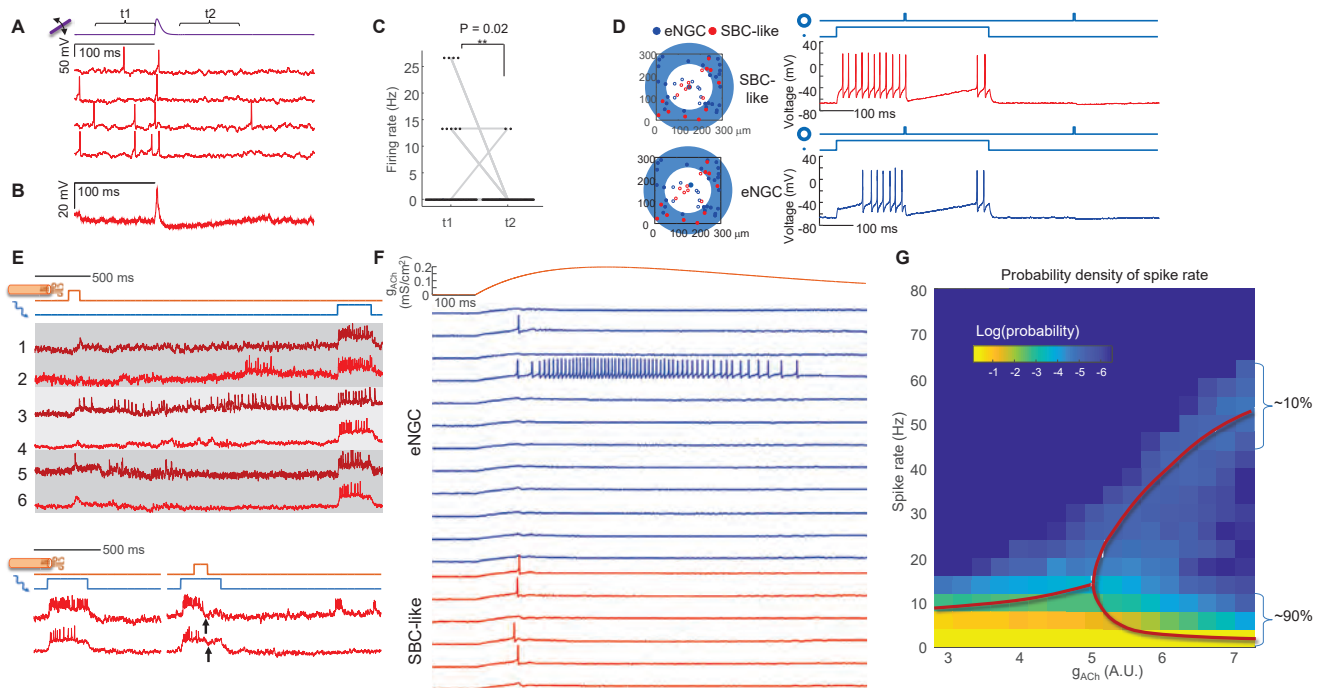 A
t1
t2
100 ms
50 mV
B
100 ms
20 mV
C
P = 0.02
**
Firing rate (Hz)
25
20
15
10
5
0
t1
t2
D
eNGC
SBC-like
300
200
100
0
0
100
200
300 μm
SBC-
like
300
200
100
0
0
100
200
300 μm
eNGC
Voltage (mV)
40
0
-40
-80
100 ms
Voltage (mV)
40
0
-40
-80
100 ms
E
500 ms
1
2
3
4
5
6
500 ms
F
gACh
(mS/cm2)
0.2
0.0
100 ms
eNGC
SBC-like
G
Probability density of spike rate
Spike rate (Hz)
80
70
60
50
40
30
20
10
0
Log(probability)
-1 -2 -3 -4 -5 -6
~10%
~90%
3 4 5 6 7
gACh (A.U.)